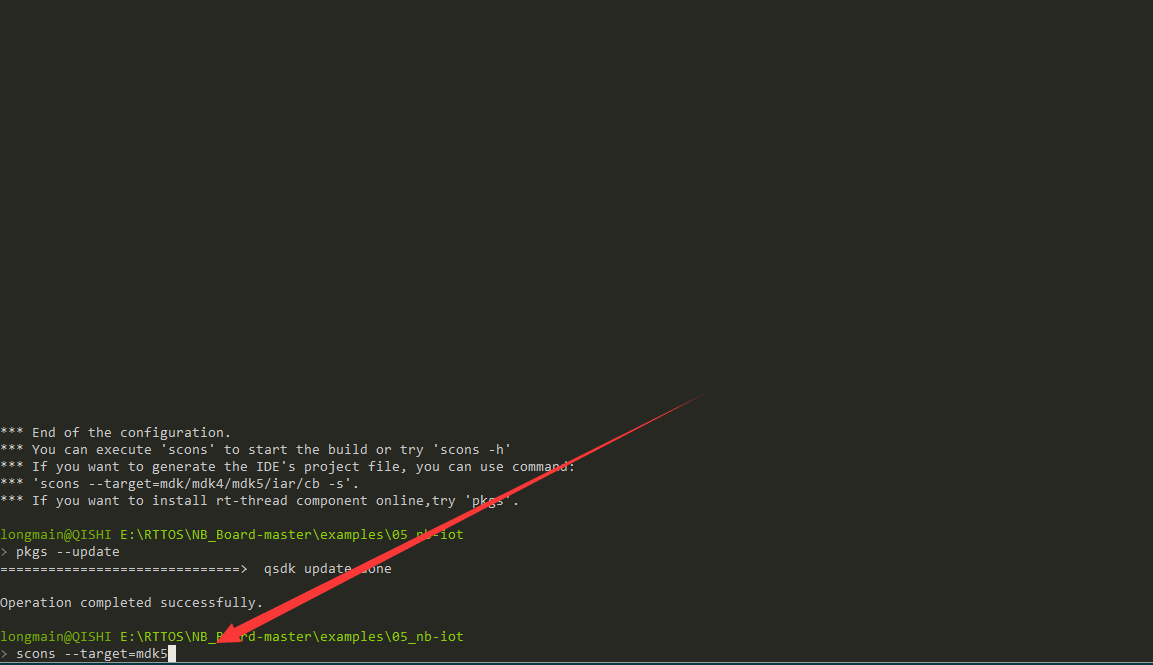 *** End of the configuration.
*** You can execute 'scons' to start the build or try 'scons -h'
*** If you want to generate the IDE's project file, you can use command:
*** 'scons --target=mdk/mdk4/mdk5/iar/cb -s'.
*** If you want to install rt-thread component online,try 'pkgs'.
longmain@QISHI E:\RTTOS\NB_Board-master\examples\05_nb-iot
> pkgs --update
==============================> qsdk update done
Operation completed successfully.
longmain@QISHI E:\RTTOS\NB_Board-master\examples\05_nb-iot
> scons --target=mdk5